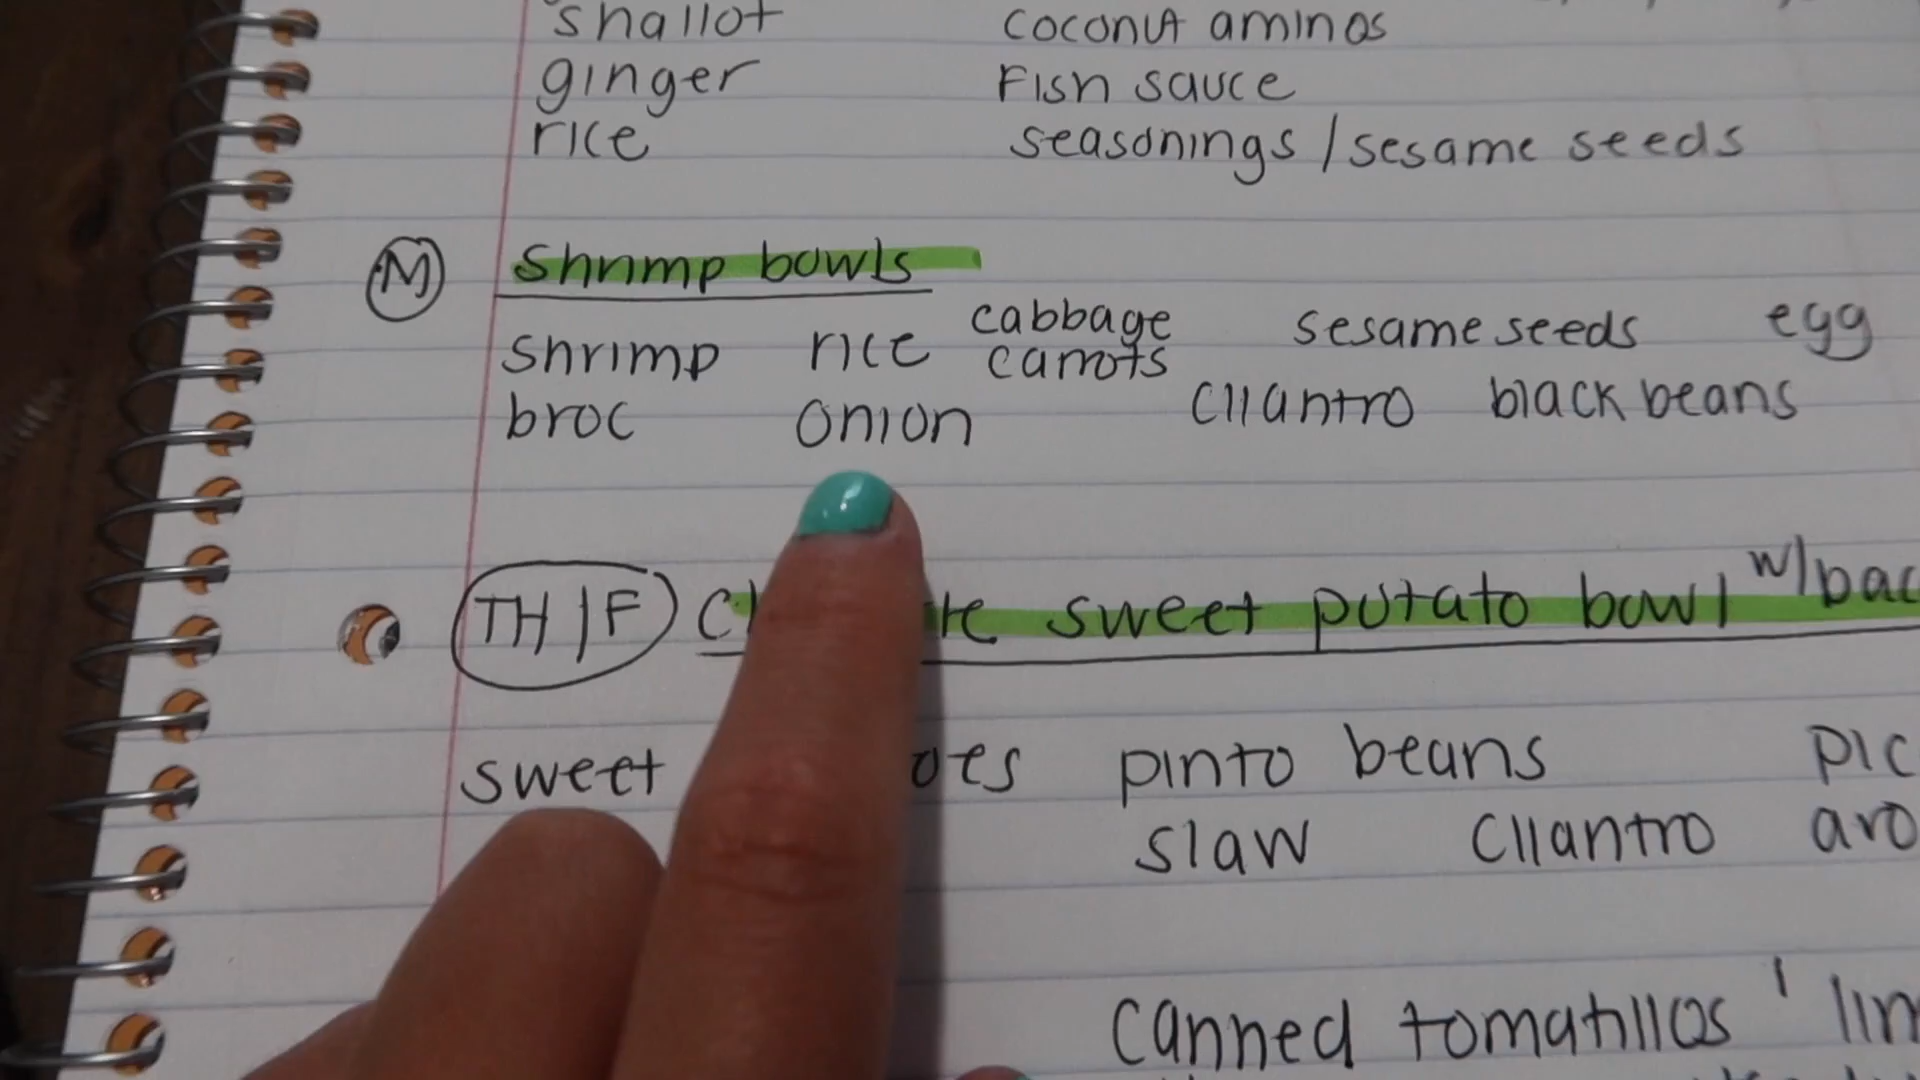 shallot coconut aminos
ginger Fish sauce
rice seasonings / sesame seeds
M shrimp bowls
shrimp rice cabbage carrots sesame seeds egg
broc onion cilantro black beans
TH/F sweet potato bowl w/
sweet pinto beans
slaw cilantro
canned tomatillos